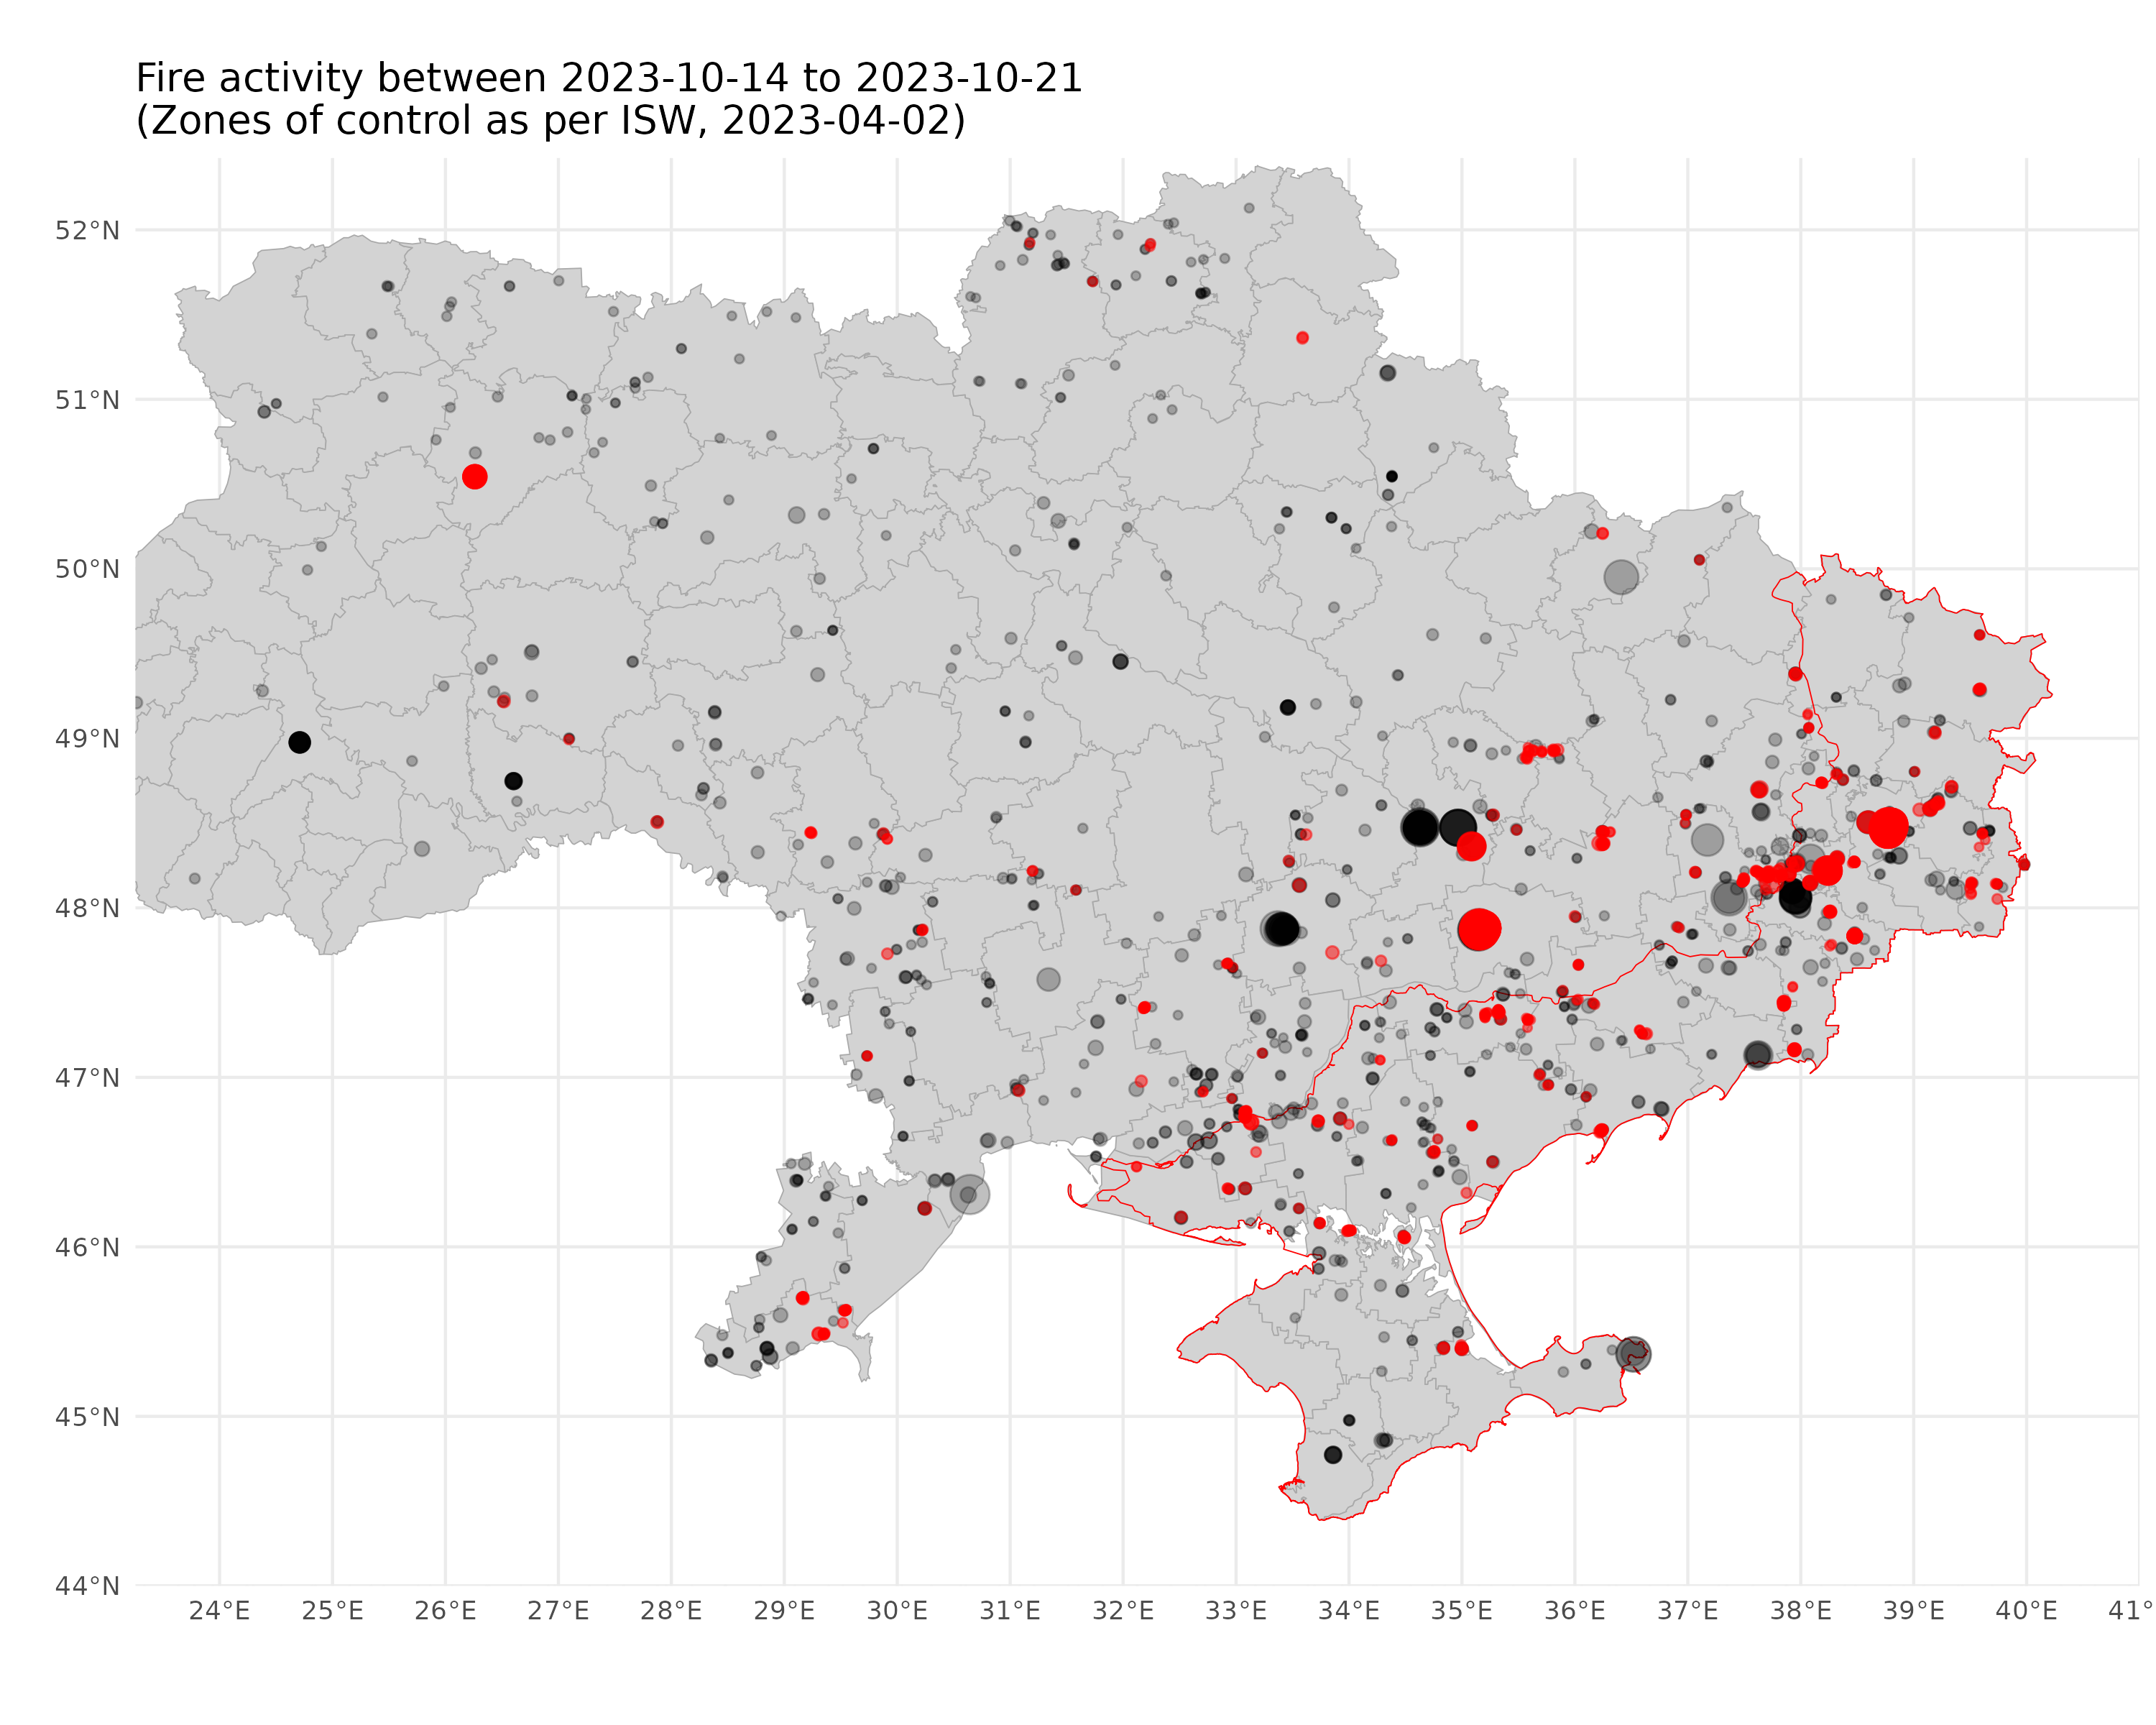 Fire activity between 2023-10-14 to 2023-10-21
(Zones of control as per ISW, 2023-04-02)
52°N
51°N
50°N
49°N
48°N
47°N
46°N
45°N
44°N
24°E 25°E 26°E 27°E 28°E 29°E 30°E 31°E 32°E 33°E 34°E 35°E 36°E 37°E 38°E 39°E 40°E 41°